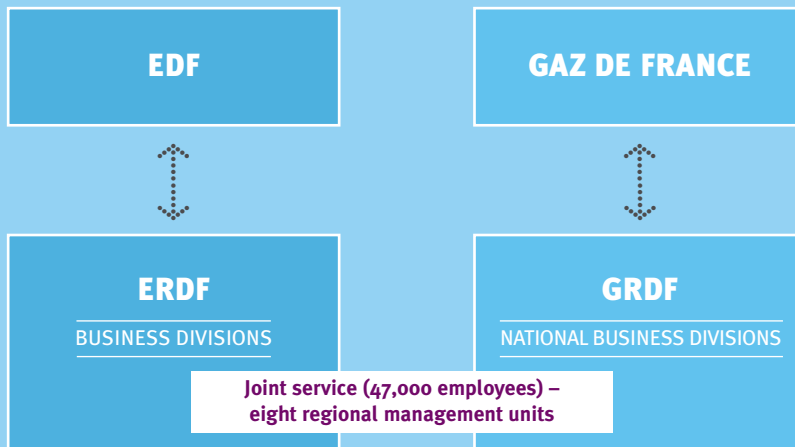 EDF
GAZ DE FRANCE
ERDF
BUSINESS DIVISIONS
GRDF
NATIONAL BUSINESS DIVISIONS
Joint service (47,000 employees) –
eight regional management units